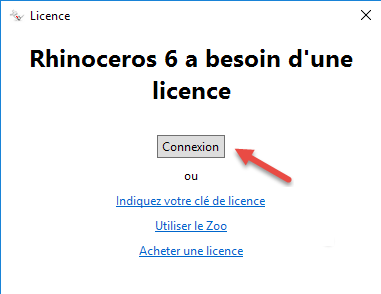 Licence
Rhinoceros 6 a besoin d'une
licence
Connexion
ou
Indiquez votre clé de licence
Utiliser le Zoo
Acheter une licence